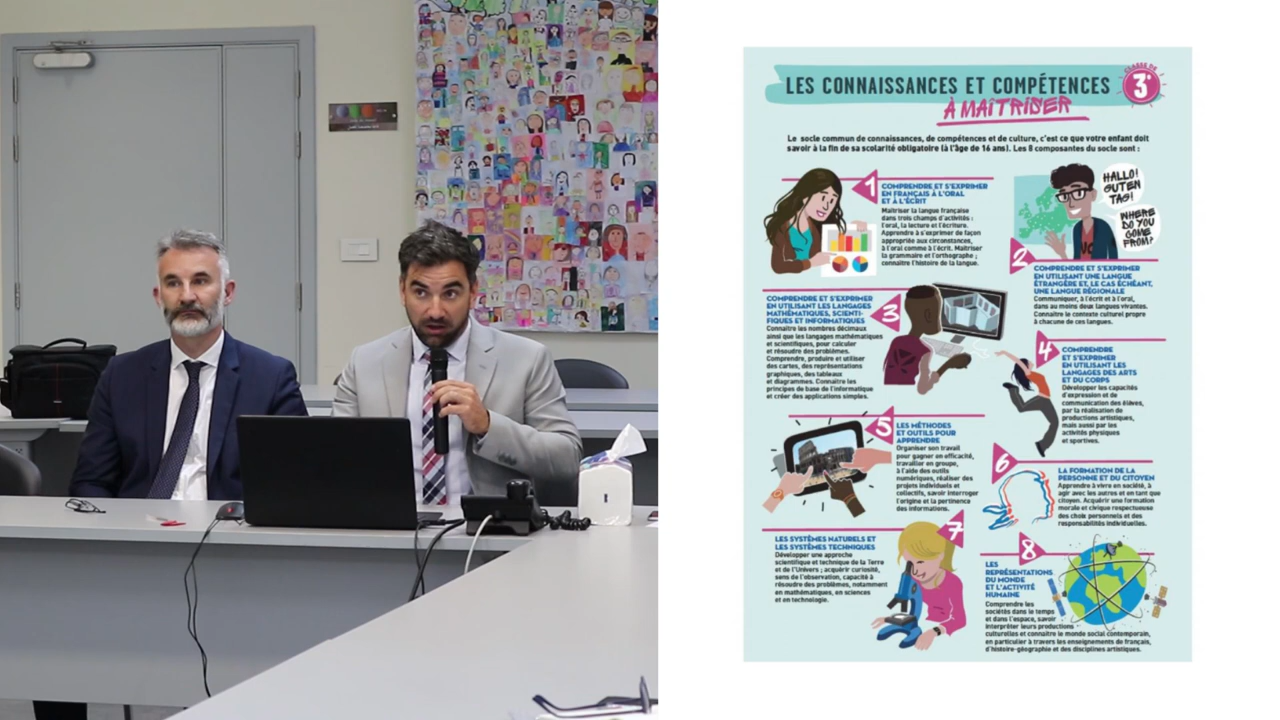 LES CONNAISSANCES ET COMPÉTENCES
CLASSE DE
3e
À MAÎTRISER
Le socle commun de connaissances, de compétences et de culture, c'est ce que votre enfant doit
savoir à la fin de sa scolarité obligatoire (à l'âge de 16 ans). Les 8 composantes du socle sont :
1
COMPRENDRE ET S'EXPRIMER
EN FRANÇAIS À L'ORAL
ET À L'ÉCRIT
Maîtriser la langue française
dans trois champs d'activités :
l'oral, la lecture et l'écriture.
Apprendre à s'exprimer de façon
appropriée aux circonstances,
à l'oral comme à l'écrit. Maîtriser
la grammaire et l'orthographe ;
connaître l'histoire de la langue.
HALLO!
GUTEN
TAG!
WHERE
DO YOU
COME
FROM?
2
COMPRENDRE ET S'EXPRIMER
EN UTILISANT UNE LANGUE
ÉTRANGÈRE ET, LE CAS ÉCHÉANT,
UNE LANGUE RÉGIONALE
Communiquer, à l'écrit et à l'oral,
dans au moins deux langues vivantes.
Connaître le contexte culturel propre
à chacune de ces langues.
3
COMPRENDRE ET S'EXPRIMER
EN UTILISANT LES LANGAGES
MATHÉMATIQUES, SCIENTI-
FIQUES ET INFORMATIQUES
Connaître les nombres décimaux
ainsi que les langages mathématiques
et scientifiques, pour calculer
et résoudre des problèmes.
Comprendre, produire et utiliser
des cartes, des représentations
graphiques, des tableaux
et diagrammes. Connaître les
principes de base de l'informatique
et créer des applications simples.
4
COMPRENDRE
ET S'EXPRIMER
EN UTILISANT LES
LANGAGES DES ARTS
ET DU CORPS
Développer les capacités
d'expression et de
communication des élèves,
par la réalisation de
productions artistiques,
mais aussi par les
activités physiques
et sportives.
5
LES MÉTHODES
ET OUTILS POUR
APPRENDRE
Organiser son travail
pour gagner en efficacité,
travailler en groupe,
à l'aide des outils
numériques, réaliser des
projets individuels et
collectifs, savoir interroger
l'origine et la pertinence
des informations.
6
LA FORMATION DE LA
PERSONNE ET DU CITOYEN
Apprendre à vivre en société, à
agir avec les autres et en tant que
citoyen. Acquérir une formation
morale et civique respectueuse
des choix personnels et des
responsabilités individuelles.
7
LES SYSTÈMES NATURELS ET
LES SYSTÈMES TECHNIQUES
Développer une approche
scientifique et technique de la Terre
et de l'Univers ; acquérir curiosité,
sens de l'observation, capacité à
résoudre des problèmes, notamment
en mathématiques, en sciences
et en technologie.
8
LES
REPRÉSENTATIONS
DU MONDE
ET L'ACTIVITÉ
HUMAINE
Comprendre les
sociétés dans le temps
et dans l'espace, savoir
interpréter leurs productions
culturelles et connaître le monde social contemporain,
en particulier à travers les enseignements de français,
d'histoire-géographie et des disciplines artistiques.